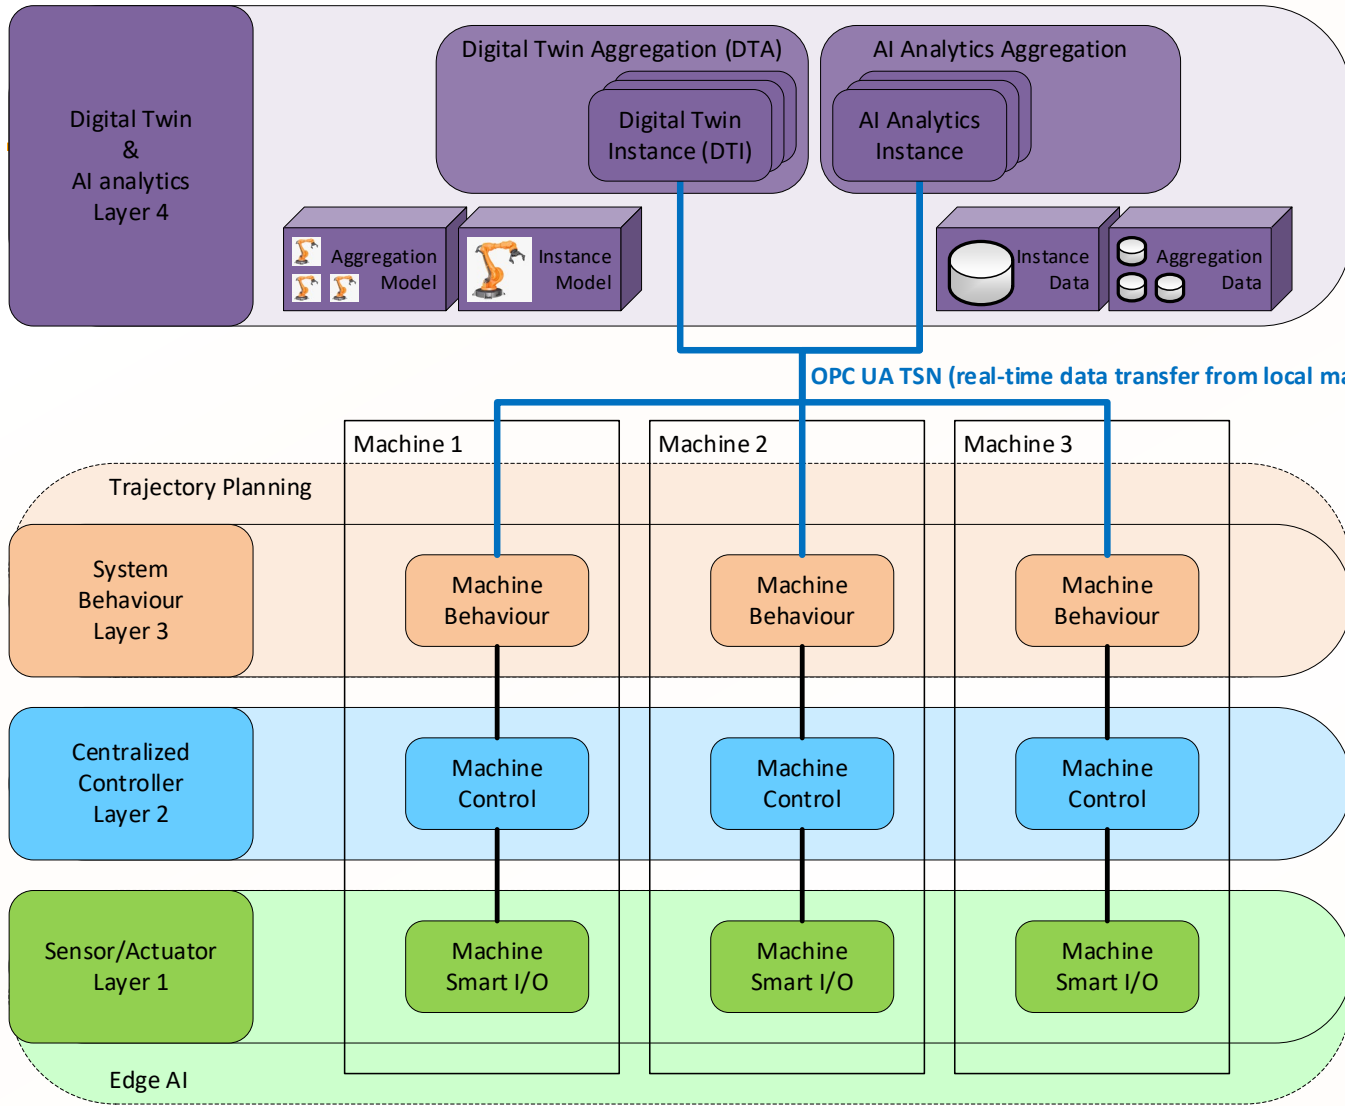 Digital Twin Aggregation (DTA)
AI Analytics Aggregation
Digital Twin
Instance (DTI)
AI Analytics
Instance
Digital Twin
&
AI analytics
Layer 4
Aggregation
Model
Instance
Model
Instance
Data
Aggregation
Data
OPC UA TSN (real-time data transfer from local
Machine 1
Machine 2
Machine 3
Trajectory Planning
System
Behaviour
Layer 3
Machine
Behaviour
Machine
Behaviour
Machine
Behaviour
Centralized
Controller
Layer 2
Machine
Control
Machine
Control
Machine
Control
Sensor/Actuator
Layer 1
Machine
Smart I/O
Machine
Smart I/O
Machine
Smart I/O
Edge AI